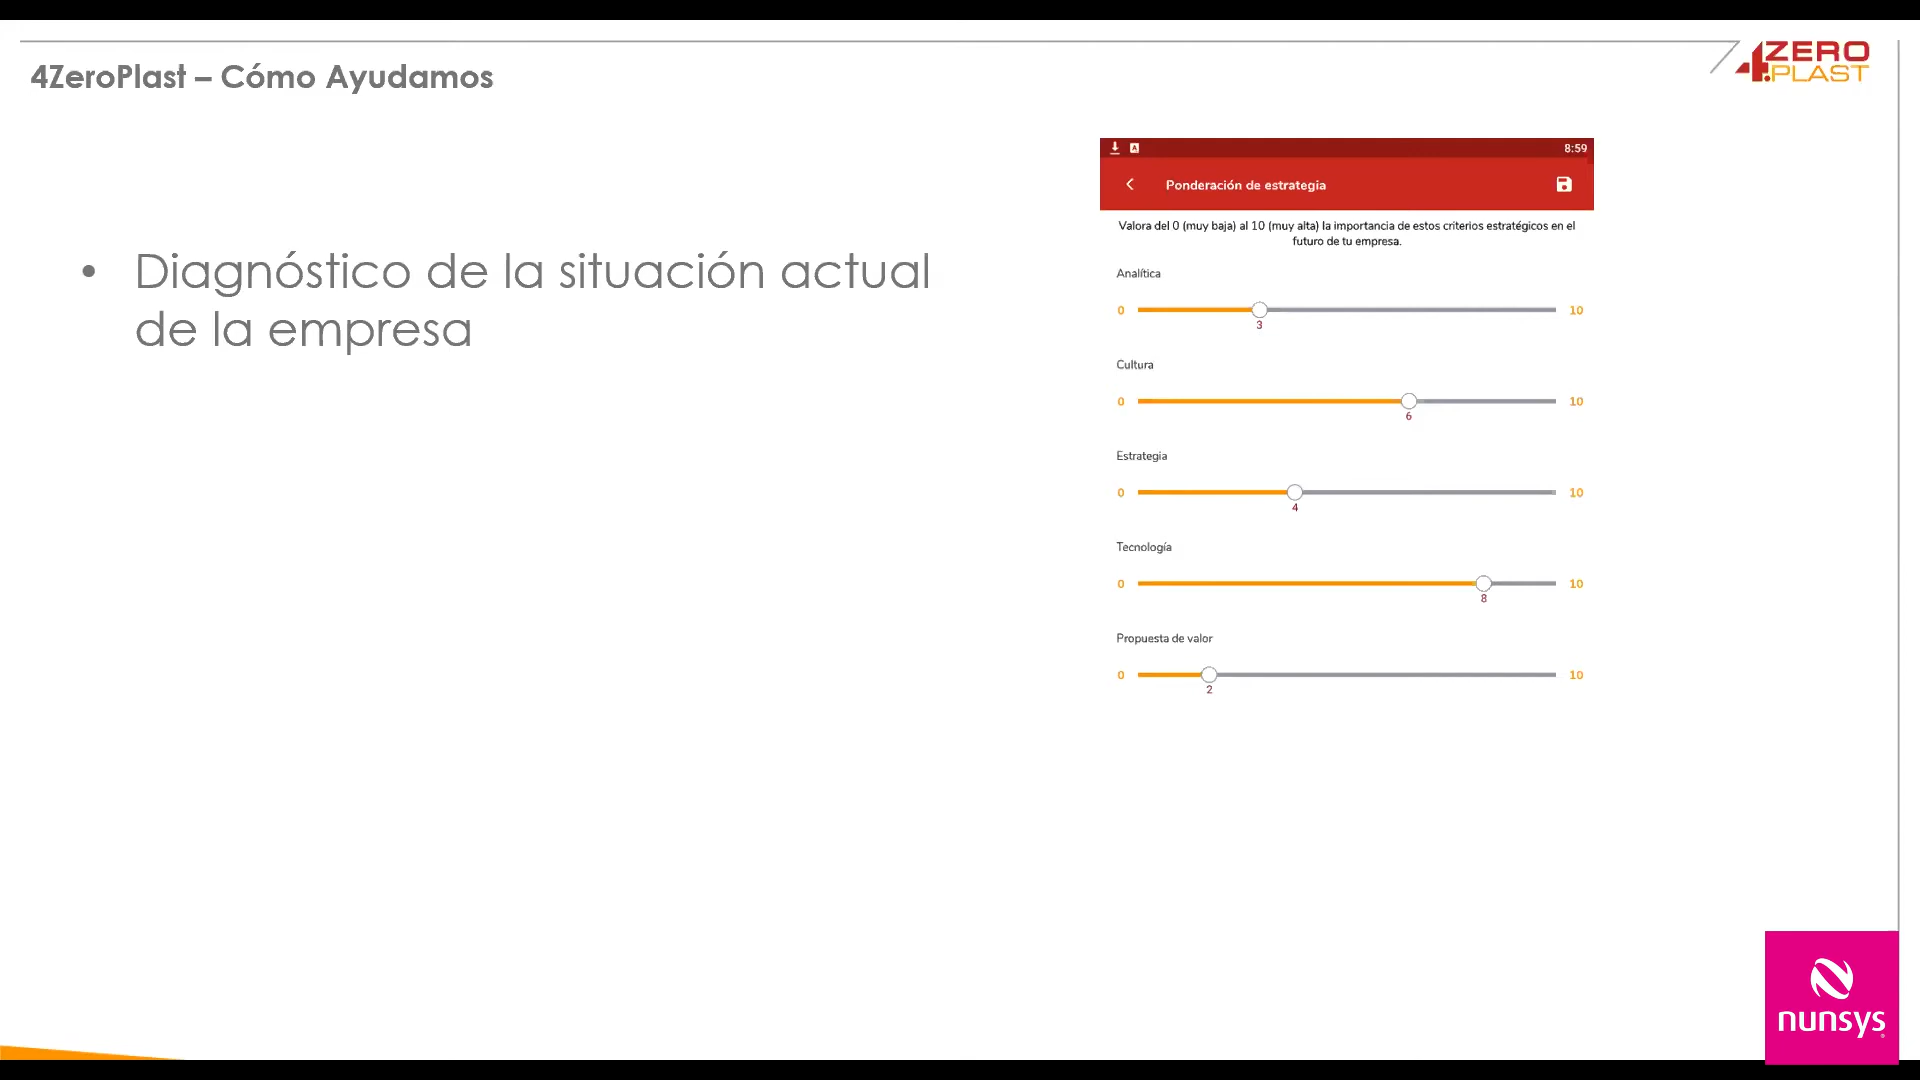 4ZeroPlast – Cómo Ayudamos
4ZERO
PLAST
• Diagnóstico de la situación actual
de la empresa
A
8:59
Ponderación de estrategia
Valora del 0 (muy baja) al 10 (muy alta) la importancia de estos criterios estratégicos en el
futuro de tu empresa.
Analítica
0 10
3
Cultura
0 10
6
Estrategia
0 10
4
Tecnología
0 10
8
Propuesta de valor
0 10
2
nunsys